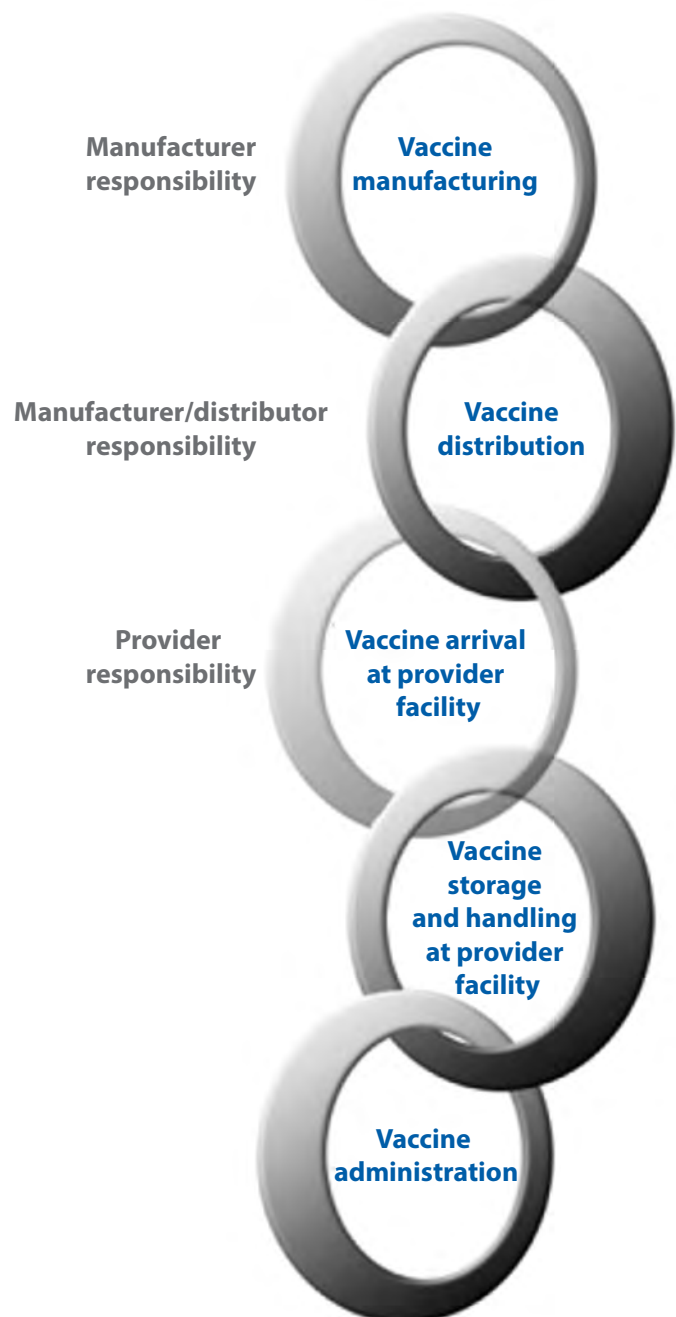 Manufacturer
responsibility
Vaccine
manufacturing
Manufacturer/distributor
responsibility
Vaccine
distribution
Provider
responsibility
Vaccine arrival
at provider
facility
Vaccine
storage
and handling
at provider
facility
Vaccine
administration